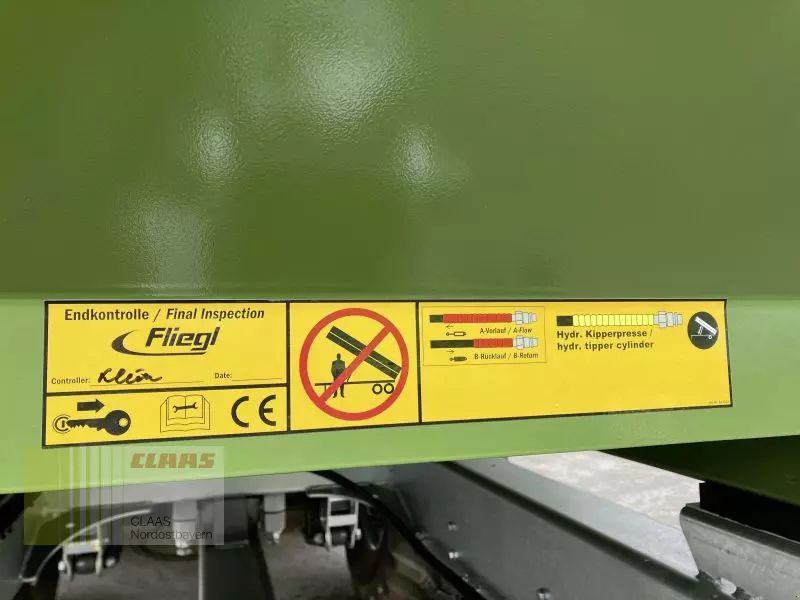 Endkontrolle / Final Inspection
Fliegl
Controller: Klein Date:
CE
A-Vorlauf / A-Flow
B-Rücklauf / B-Return
Hydr. Kipperpresse /
hydr. tipper cylinder
CLAAS
CLAAS
Nordostbayern